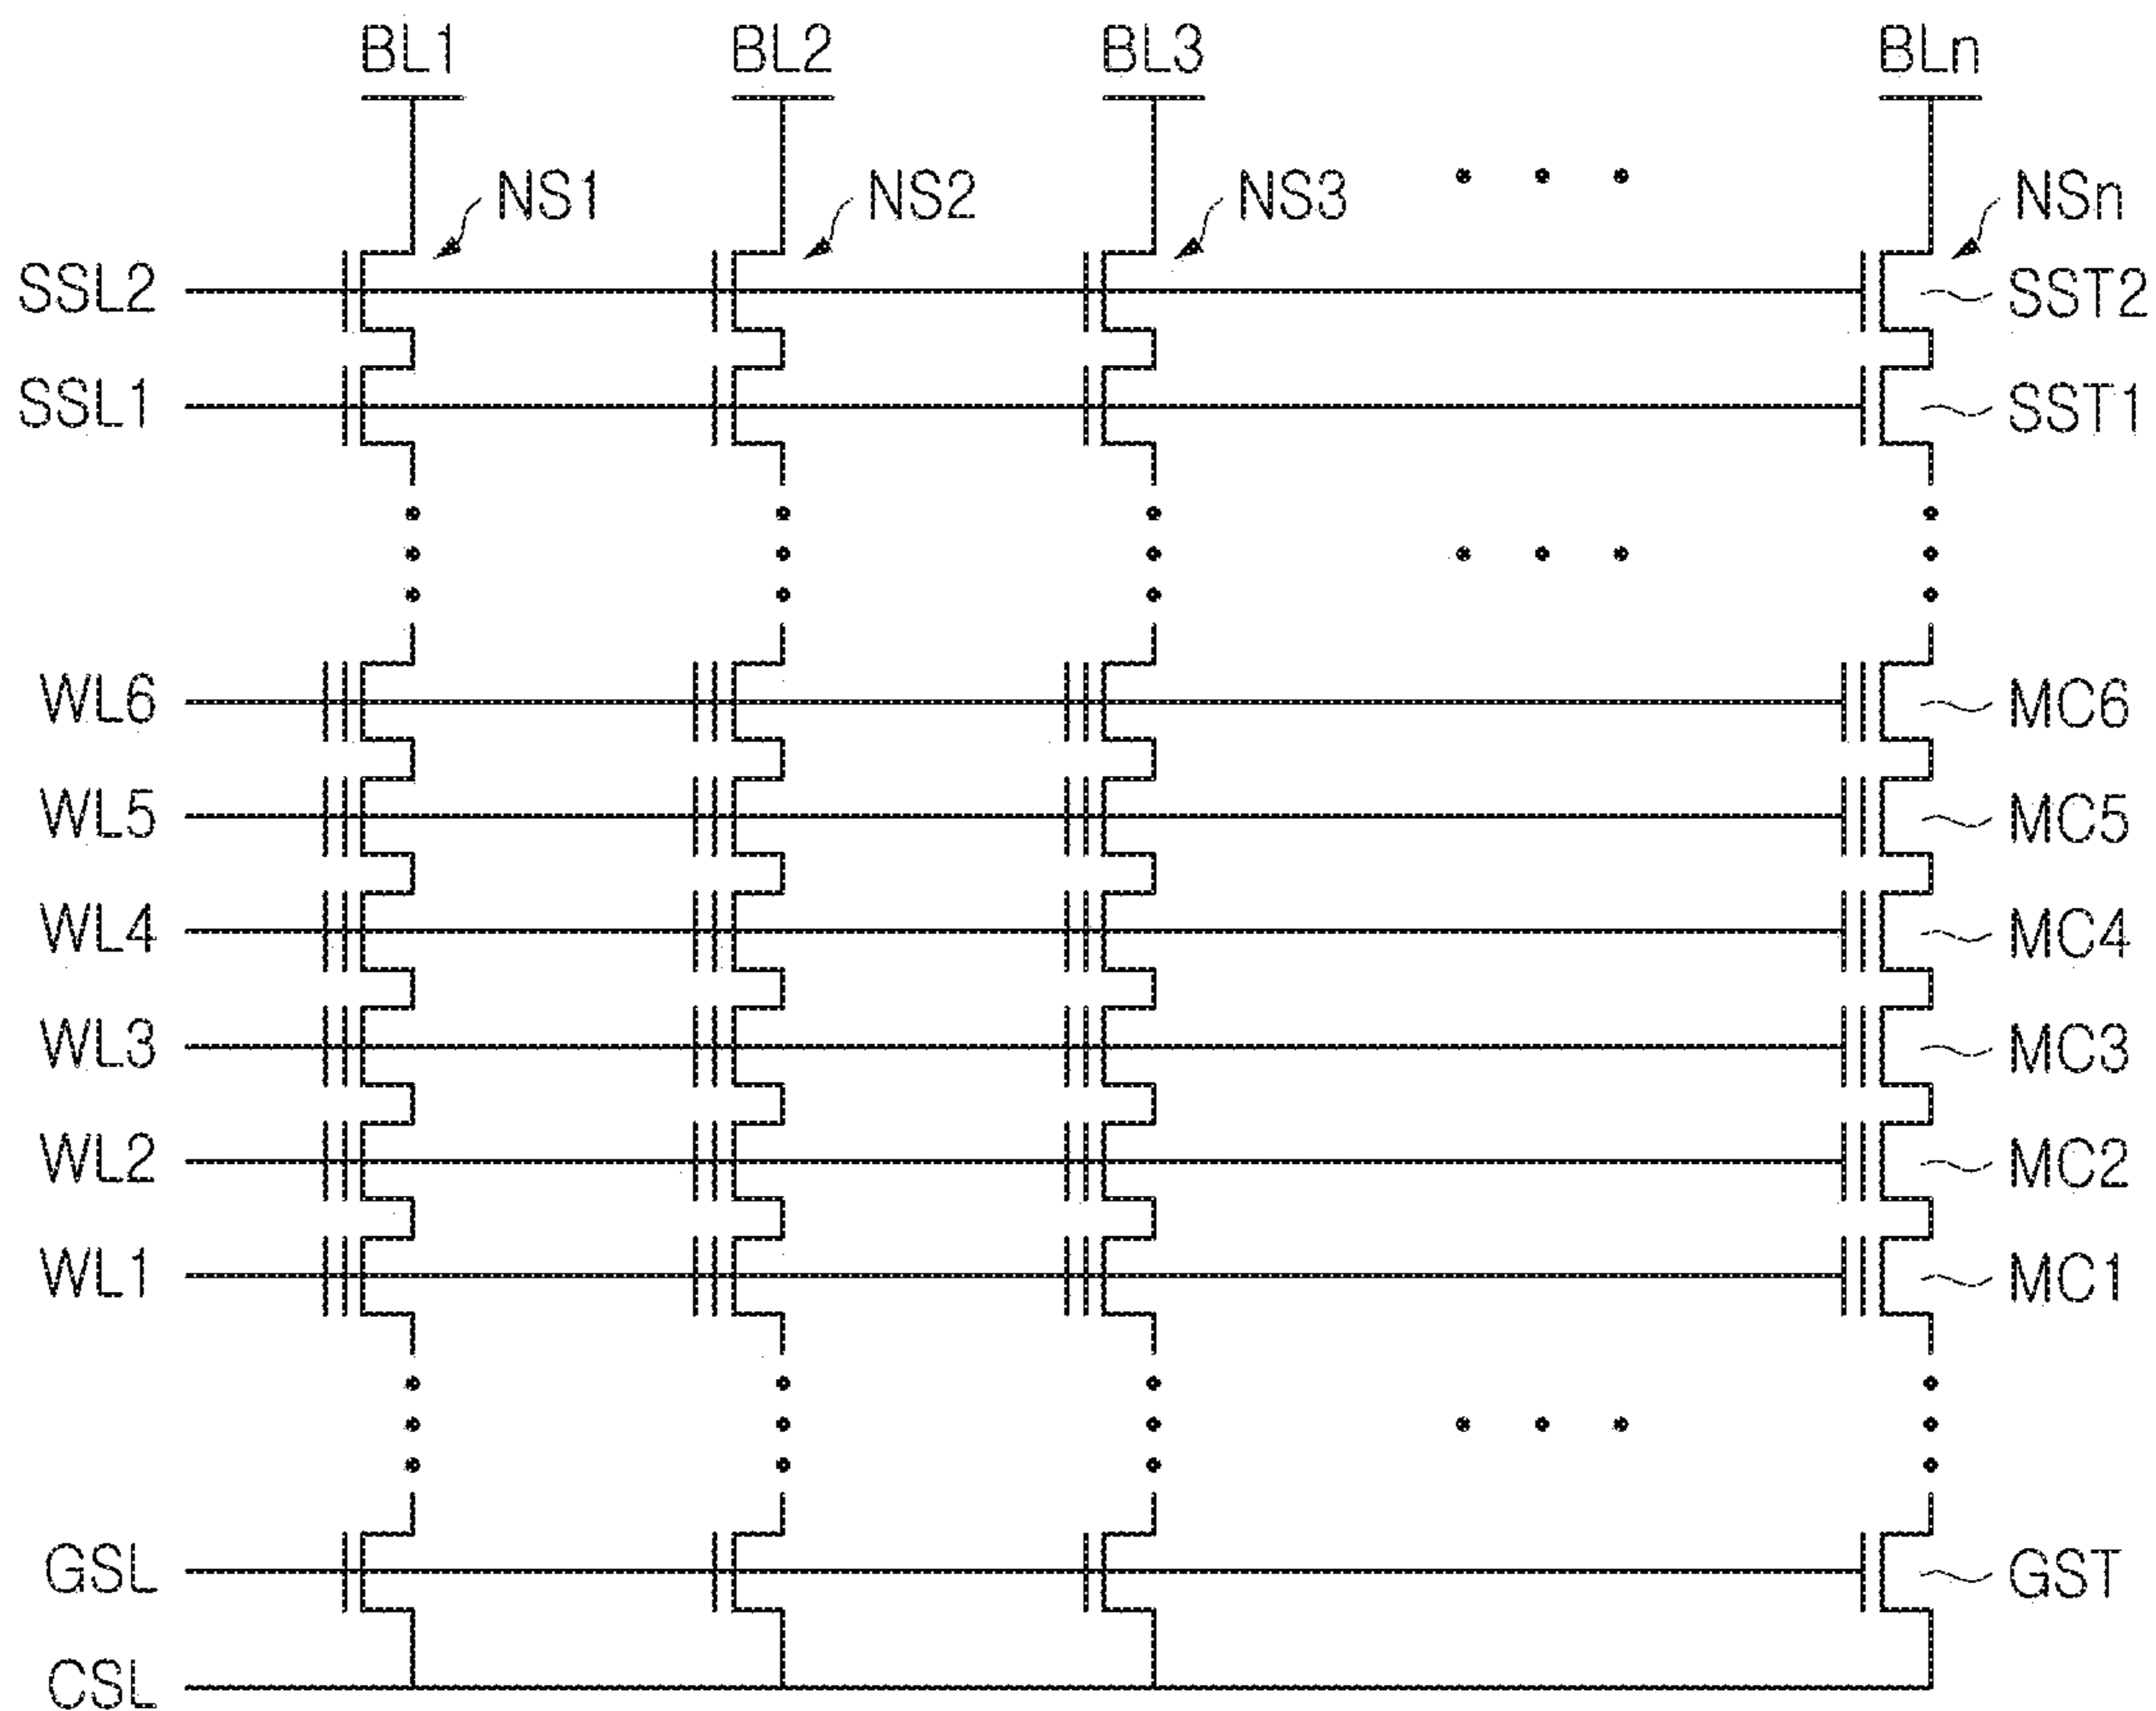 BL1 BL2 BL3 BLn
NS1 NS2 NS3 NSn
SSL2 SST2
SSL1 SST1
WL6 MC6
WL5 MC5
WL4 MC4
WL3 MC3
WL2 MC2
WL1 MC1
GSL GST
CSL